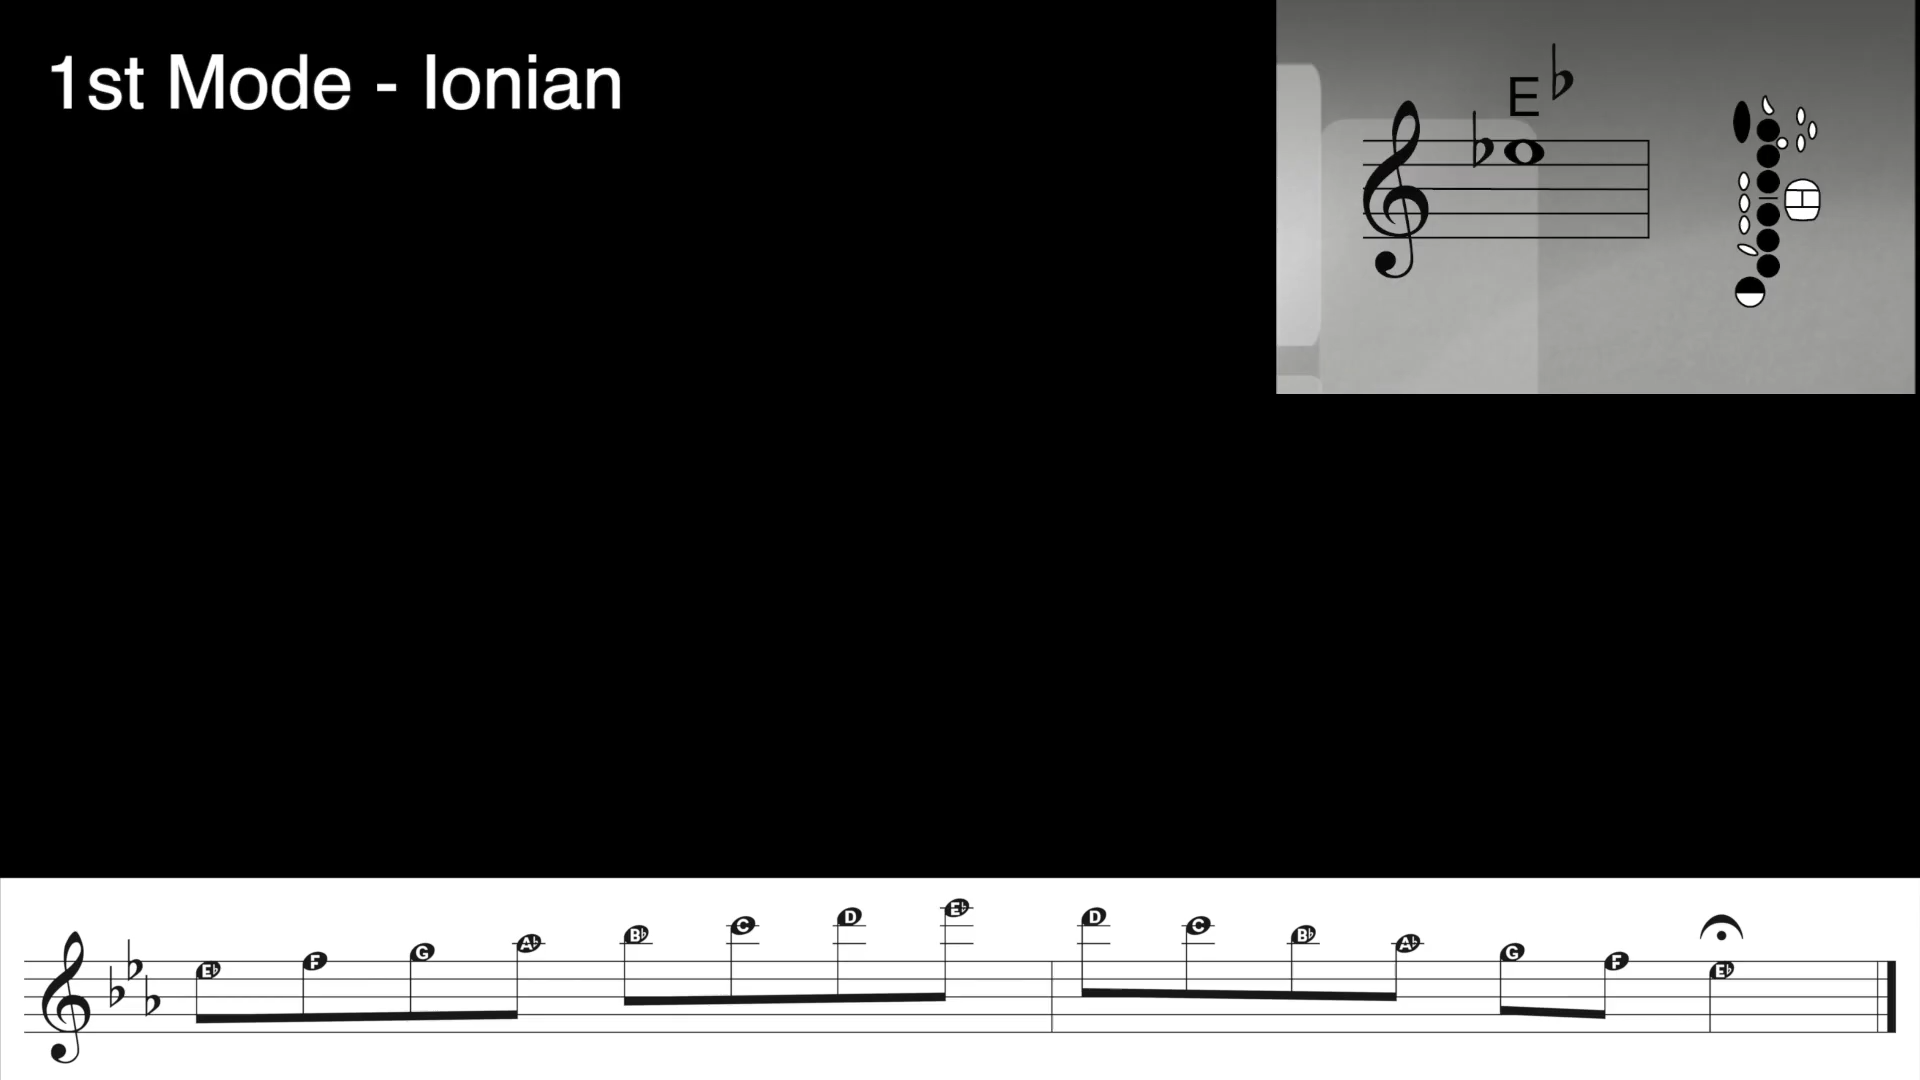 1st Mode - Ionian
E♭
E♭ F G A♭ B♭ C D E♭ D C B♭ A♭ G F E♭